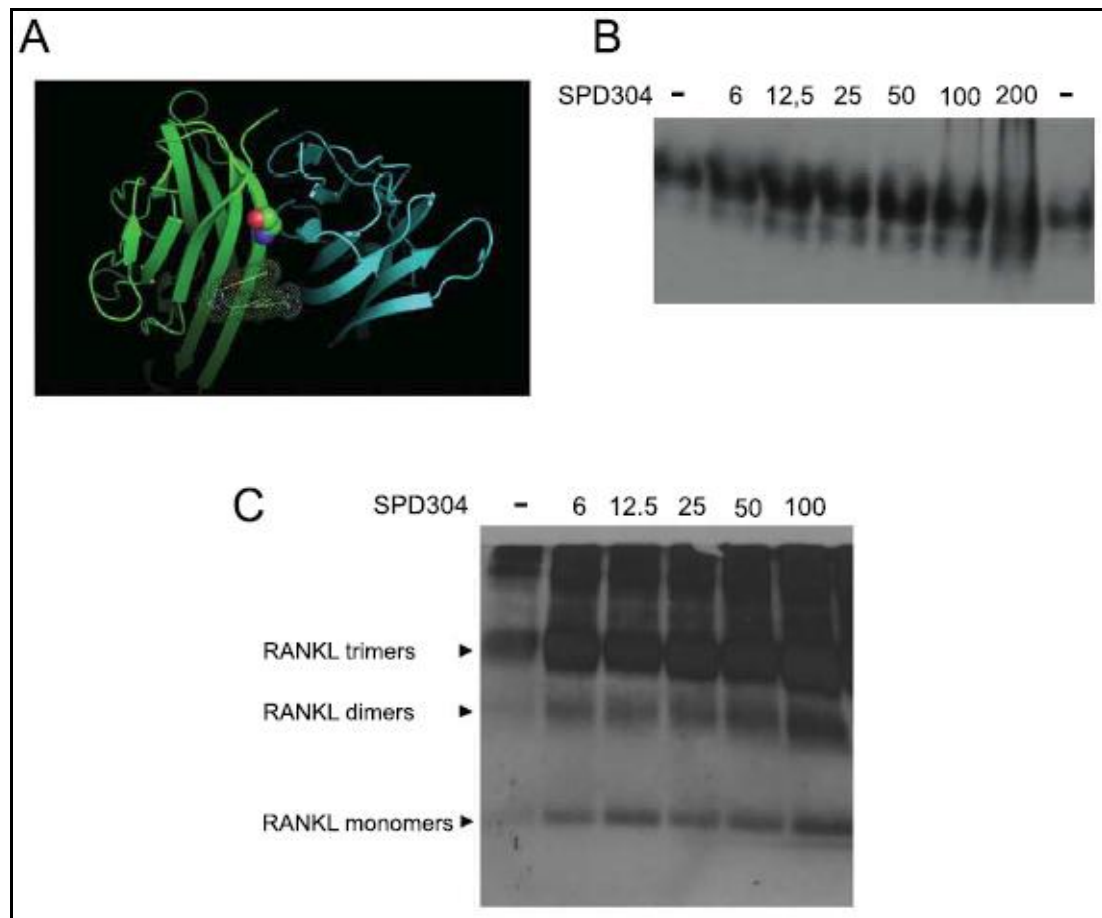 A
B
SPD304 - 6 12,5 25 50 100 200 -
C
SPD304 - 6 12.5 25 50 100
RANKL trimers
RANKL dimers
RANKL monomers